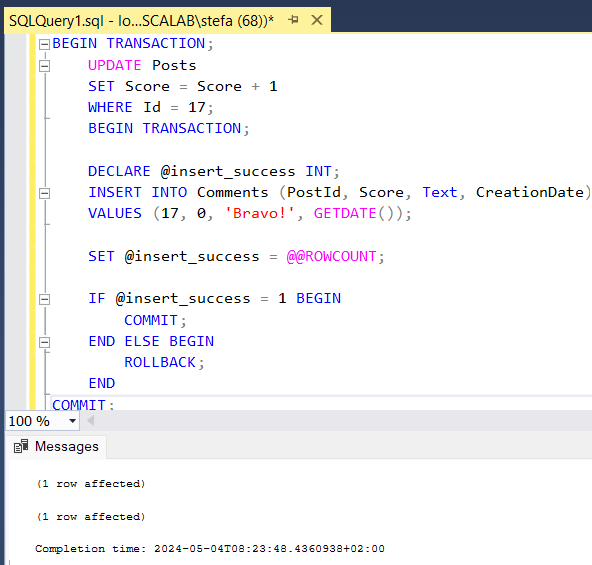 SQLQuery1.sql - lo...SCALAB\stefa (68))*
BEGIN TRANSACTION;
UPDATE Posts
SET Score = Score + 1
WHERE Id = 17;
BEGIN TRANSACTION;
DECLARE @insert_success INT;
INSERT INTO Comments (PostId, Score, Text, CreationDate)
VALUES (17, 0, 'Bravo!', GETDATE());
SET @insert_success = @@ROWCOUNT;
IF @insert_success = 1 BEGIN
COMMIT;
END ELSE BEGIN
ROLLBACK;
END
COMMIT;
100 %
Messages
(1 row affected)
(1 row affected)
Completion time: 2024-05-04T08:23:48.4360938+02:00